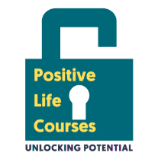 Positive
Life
Courses
UNLOCKING POTENTIAL